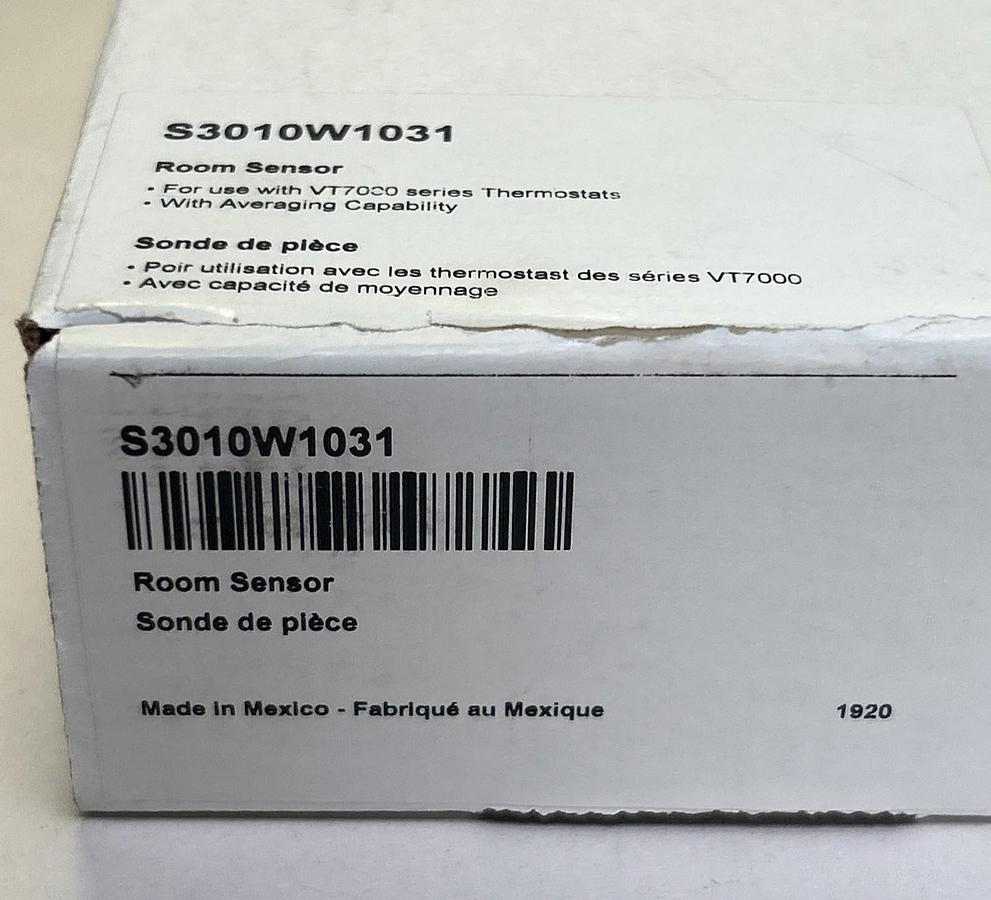 S3010W1031
Room Sensor
• For use with VT7000 series Thermostats
• With Averaging Capability
Sonde de pièce
• Poir utilisation avec les thermostast des séries VT7000
• Avec capacité de moyennage
S3010W1031
Room Sensor
Sonde de pièce
Made in Mexico - Fabriqué au Mexique 1920